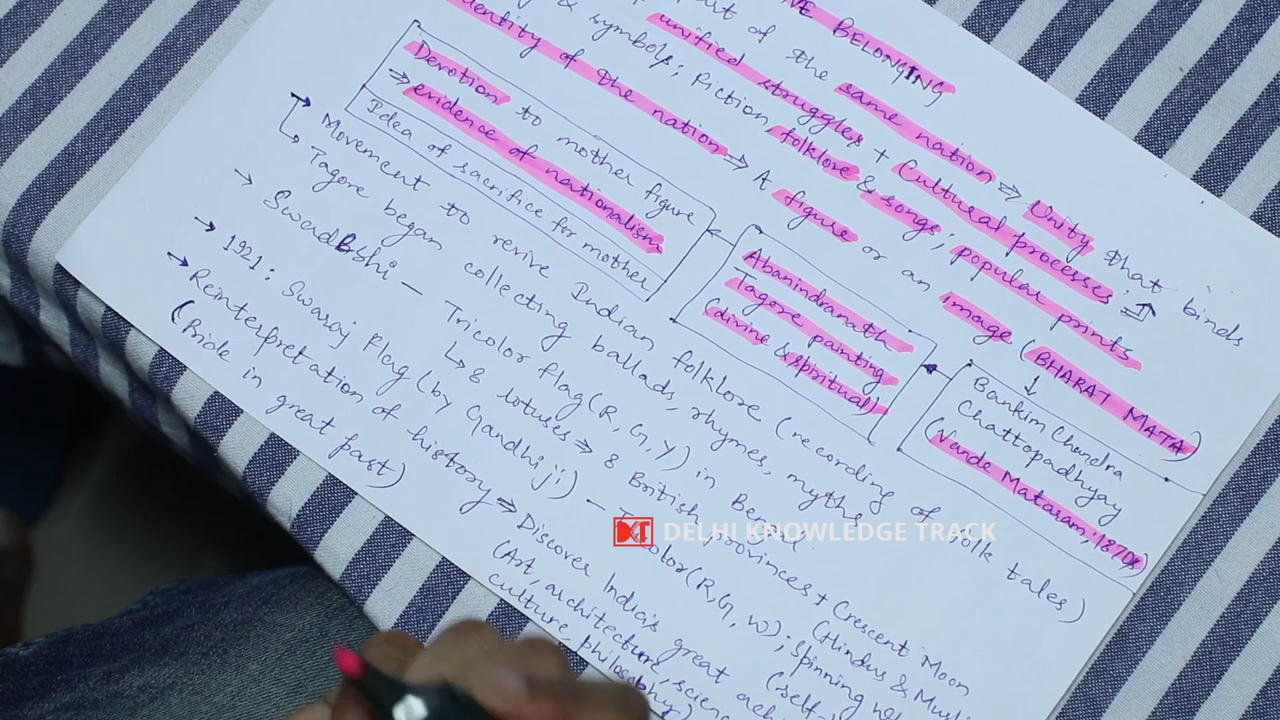 VE BELONGING
part of the same nation ⇒ Unity that binds
unified struggles + Cultural processes;
& symbols; fiction, folklore & songs; popular prints
identity of the nation ⇒ A figure or an image (BHARAT MATA)
Bankim Chandra
Chattopadhyay
(Vande Mataram, 1870s)
Abanindranath
Tagore painting
(divine & spiritual)
Devotion to mother figure
⇒ evidence of nationalism
Idea of sacrifice for mother
→ Movement to revive Indian folklore (recording of folk tales)
↳ Tagore began collecting ballads, rhymes, myths
→ Swadeshi – Tricolor flag (R, G, Y) in Bengal
↳ 8 lotuses ⇒ 8 British provinces + Crescent Moon
(Hindus &
→ 1921: Swaraj Flag (by Gandhiji) – Tricolor (R, G, W); Spinning
(self-
→ Reinterpretation of history ⇒ Discover India's great
(Pride in great past)
(Art, architecture,
culture, philosophy)
DKT DELHI KNOWLEDGE TRACK